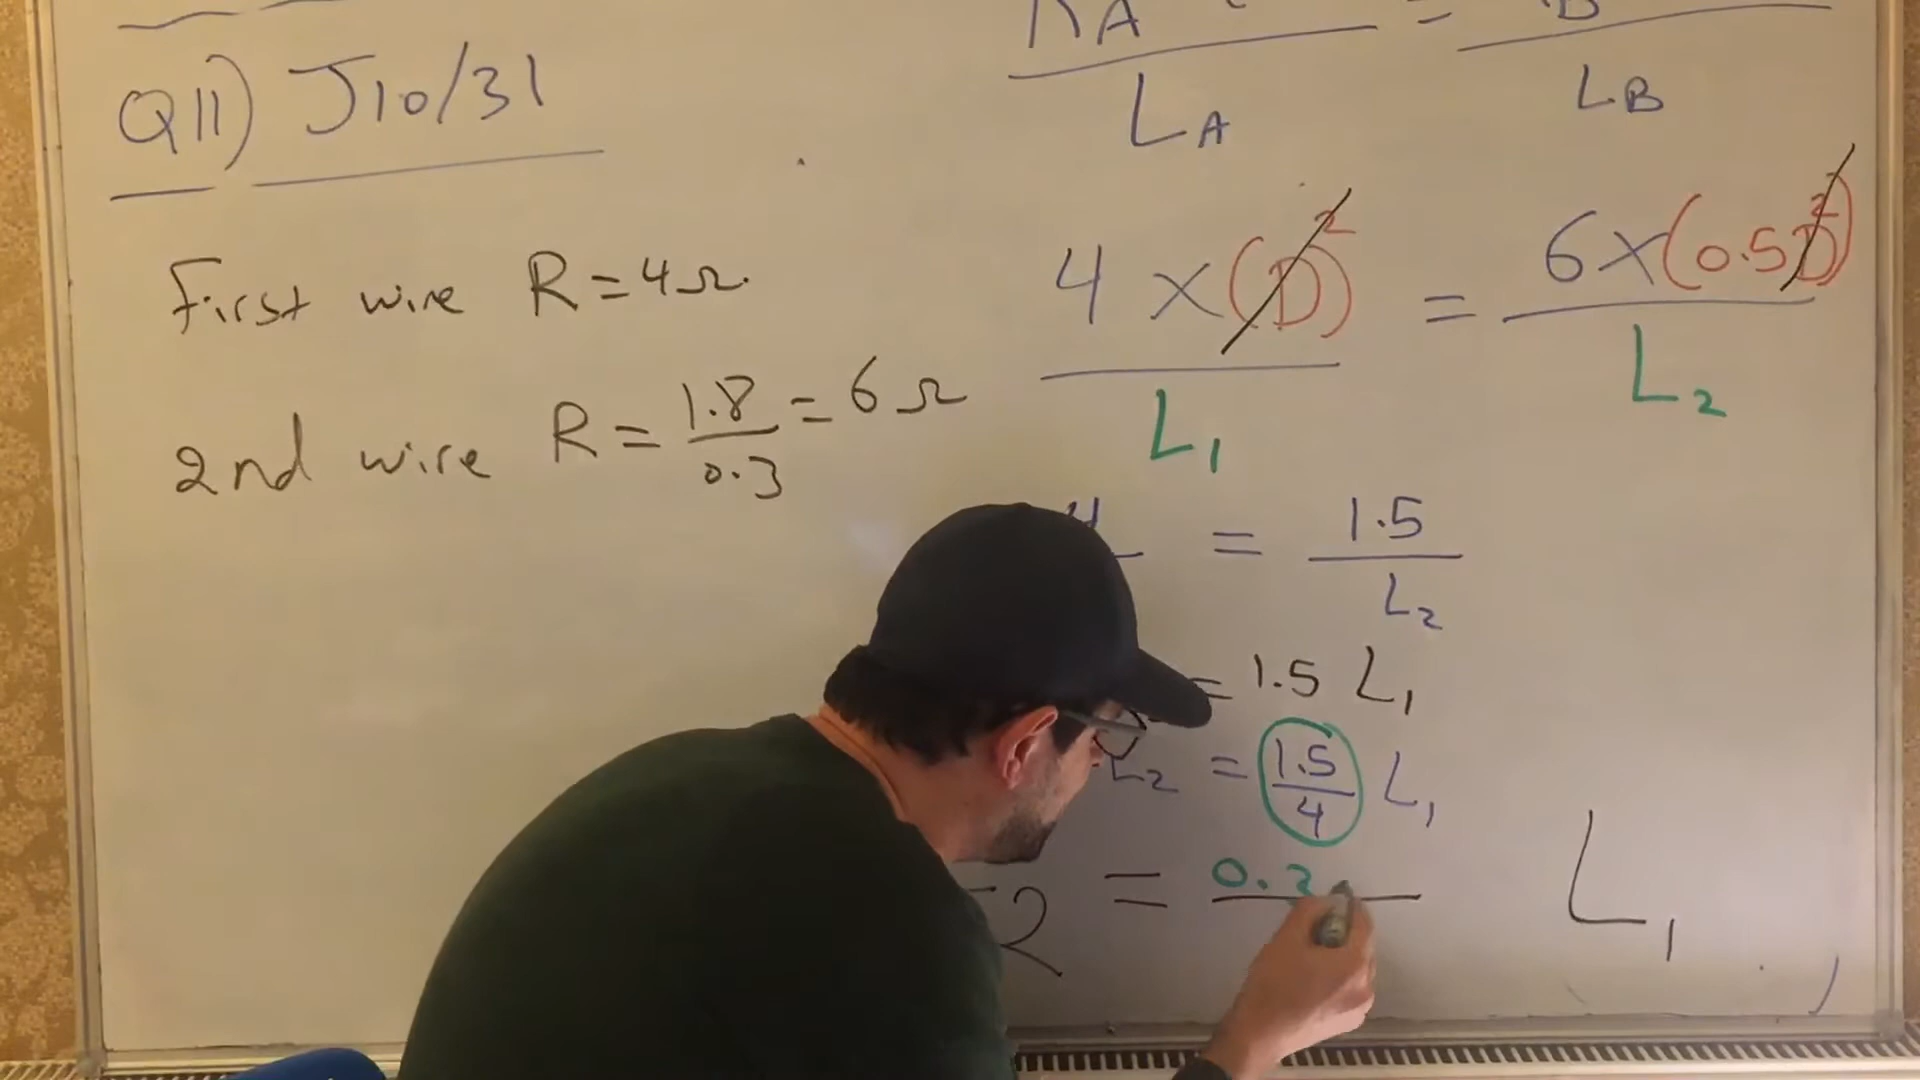 Q11) J10/31
First wire R = 4Ω
2nd wire R = 1.8/0.3 = 6Ω
=
L_A L_B
4 × (D)² / L₁ = 6 × (0.5D)² / L₂
= 1.5 / L₂
= 1.5 L₁
L₂ = 1.5/4 L₁
= 0.3 L₁